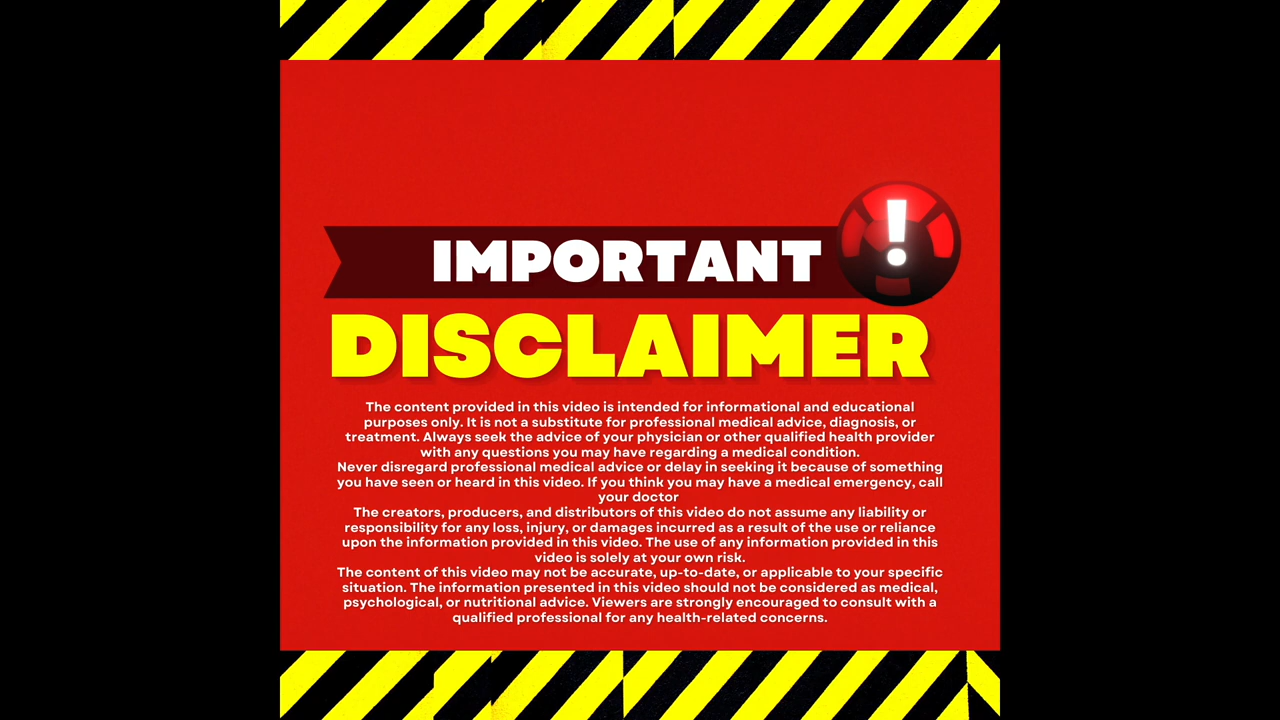 IMPORTANT
DISCLAIMER
The content provided in this video is intended for informational and educational
purposes only. It is not a substitute for professional medical advice, diagnosis, or
treatment. Always seek the advice of your physician or other qualified health provider
with any questions you may have regarding a medical condition.
Never disregard professional medical advice or delay in seeking it because of something
you have seen or heard in this video. If you think you may have a medical emergency, call
your doctor
The creators, producers, and distributors of this video do not assume any liability or
responsibility for any loss, injury, or damages incurred as a result of the use or reliance
upon the information provided in this video. The use of any information provided in this
video is solely at your own risk.
The content of this video may not be accurate, up-to-date, or applicable to your specific
situation. The information presented in this video should not be considered as medical,
psychological, or nutritional advice. Viewers are strongly encouraged to consult with a
qualified professional for any health-related concerns.